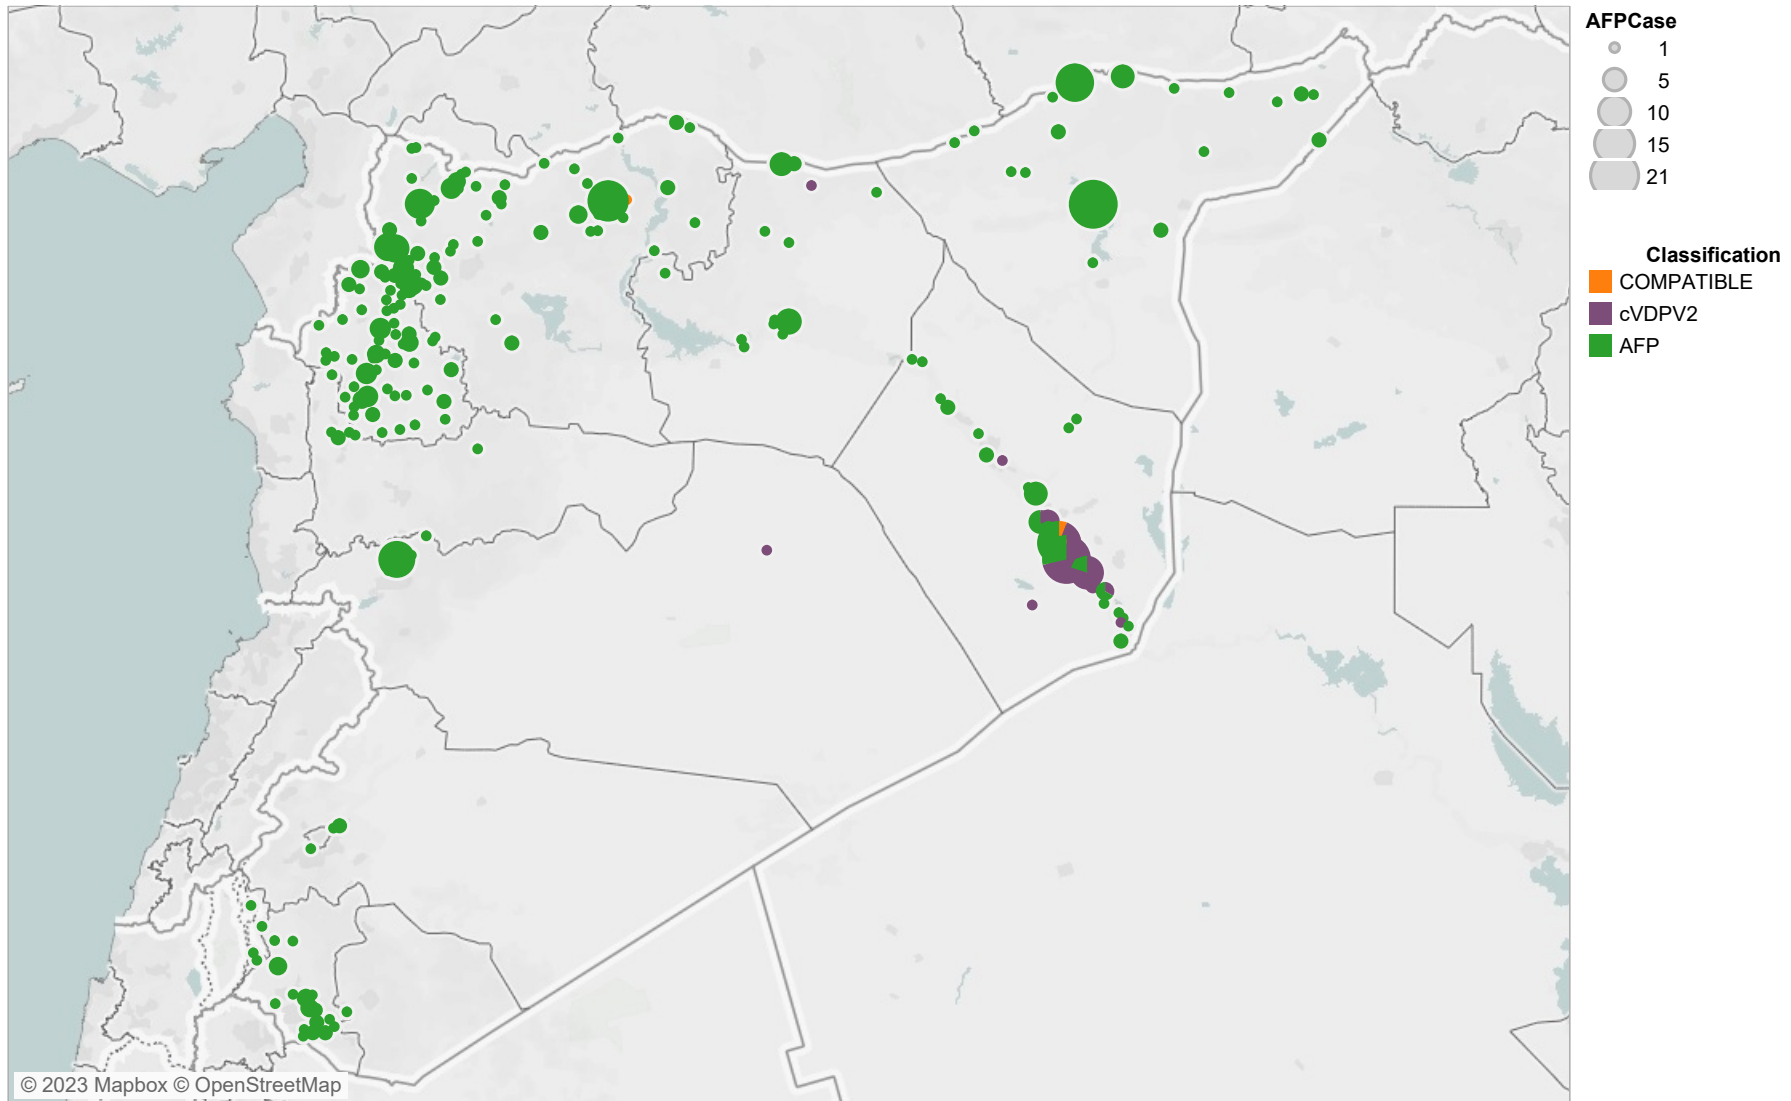 AFPCase
1
5
10
15
21
Classification
COMPATIBLE
cVDPV2
AFP
© 2023 Mapbox © OpenStreetMap